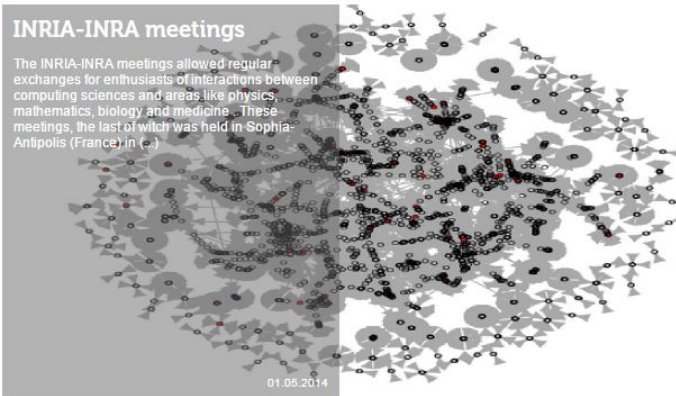 INRIA-INRA meetings
The INRIA-INRA meetings allowed regular
exchanges for enthusiasts of interactions between
computing sciences and areas like physics,
mathematics, biology and medicine . These
meetings, the last of witch was held in Sophia-
Antipolis (France) in (...)
01.05.2014